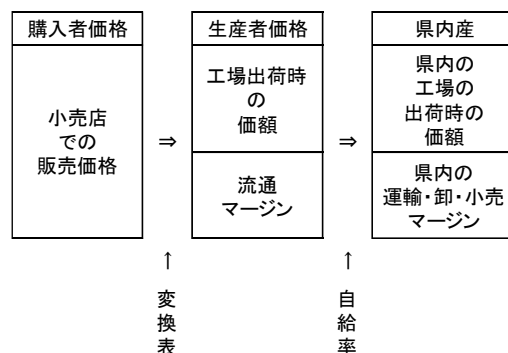 購入者価格
小売店
での
販売価格
⇒
生産者価格
工場出荷時
の
価額
流通
マージン
⇒
県内産
県内の
工場の
出荷時の
価額
県内の
運輸・卸・小売
マージン
↑
変
換
表
↑
自
給
率